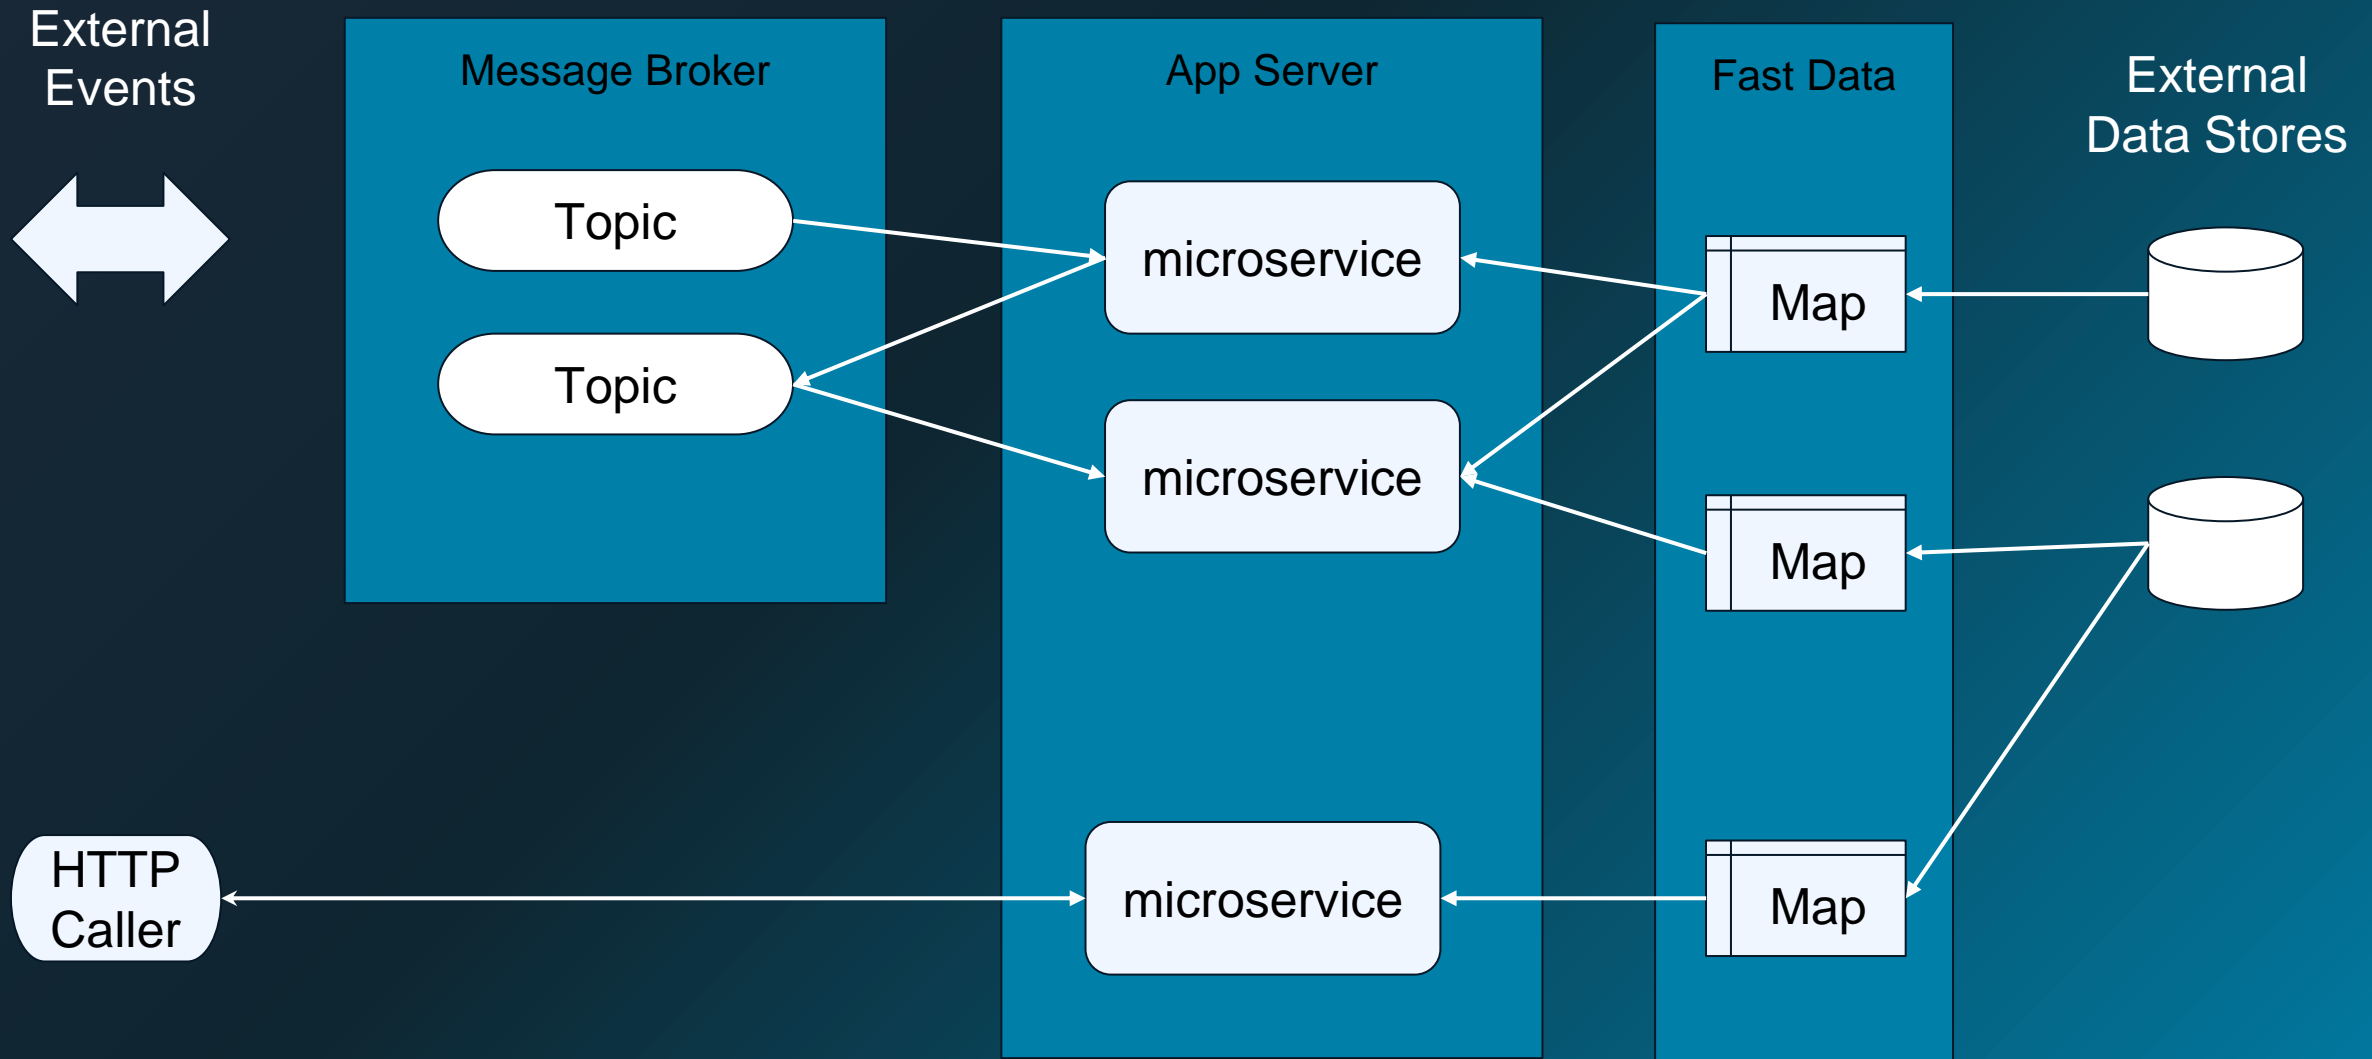 External
Events
Message Broker
App Server
Fast Data
External
Data Stores
Topic
microservice
Map
Topic
microservice
Map
HTTP
Caller
microservice
Map